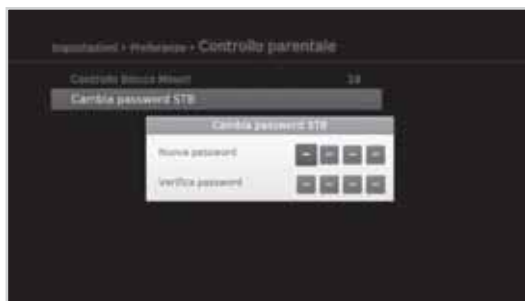 Impostazioni › Preferenze › Controllo parentale
Controllo Blocco Minori 18
Cambia password STB
Cambia password STB
Nuova password – – – –
Verifica password – – – –